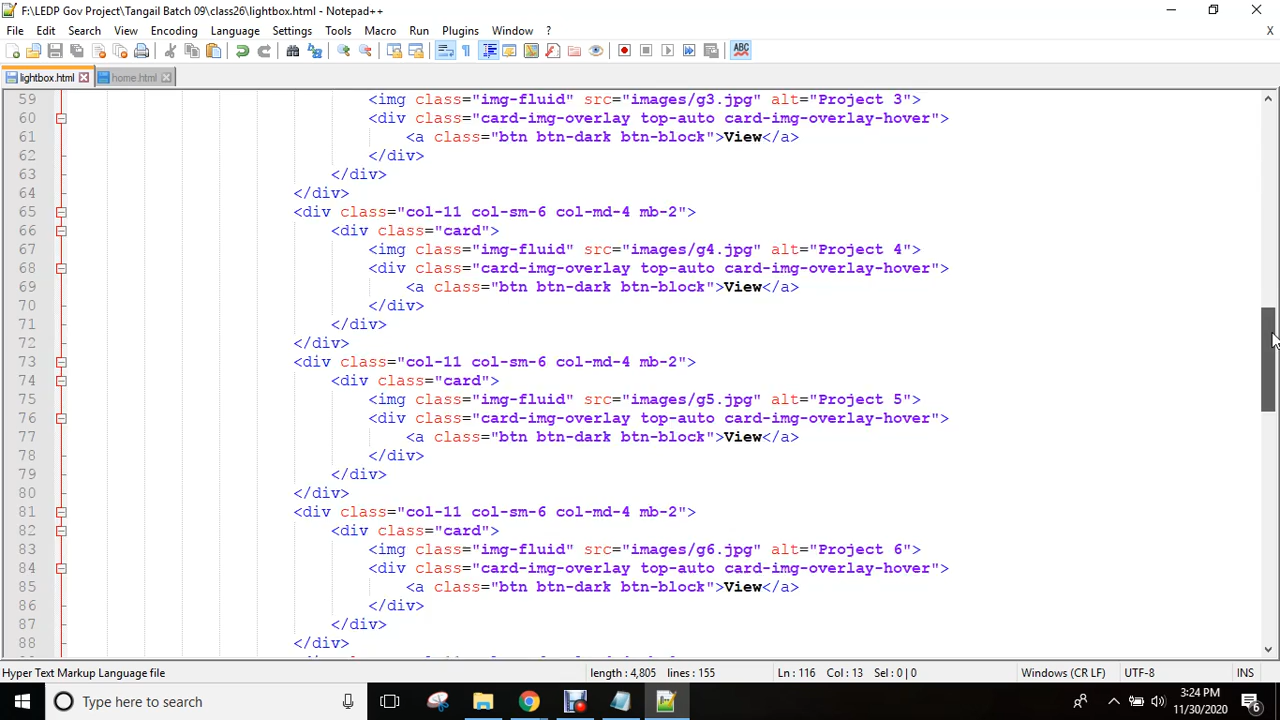 F:\LEDP Gov Project\Tangail Batch 09\class26\lightbox.html - Notepad++
File Edit Search View Encoding Language Settings Tools Macro Run Plugins Window ? X
ABC
lightbox.html home.html
59 <img class="img-fluid" src="images/g3.jpg" alt="Project 3">
60 <div class="card-img-overlay top-auto card-img-overlay-hover">
61 <a class="btn btn-dark btn-block">View</a>
62 </div>
63 </div>
64 </div>
65 <div class="col-11 col-sm-6 col-md-4 mb-2">
66 <div class="card">
67 <img class="img-fluid" src="images/g4.jpg" alt="Project 4">
68 <div class="card-img-overlay top-auto card-img-overlay-hover">
69 <a class="btn btn-dark btn-block">View</a>
70 </div>
71 </div>
72 </div>
73 <div class="col-11 col-sm-6 col-md-4 mb-2">
74 <div class="card">
75 <img class="img-fluid" src="images/g5.jpg" alt="Project 5">
76 <div class="card-img-overlay top-auto card-img-overlay-hover">
77 <a class="btn btn-dark btn-block">View</a>
78 </div>
79 </div>
80 </div>
81 <div class="col-11 col-sm-6 col-md-4 mb-2">
82 <div class="card">
83 <img class="img-fluid" src="images/g6.jpg" alt="Project 6">
84 <div class="card-img-overlay top-auto card-img-overlay-hover">
85 <a class="btn btn-dark btn-block">View</a>
86 </div>
87 </div>
88 </div>
Hyper Text Markup Language file length : 4,805 lines : 155 Ln : 116 Col : 13 Sel : 0 | 0 Windows (CR LF) UTF-8 INS
Type here to search 3:24 PM
11/30/2020 6